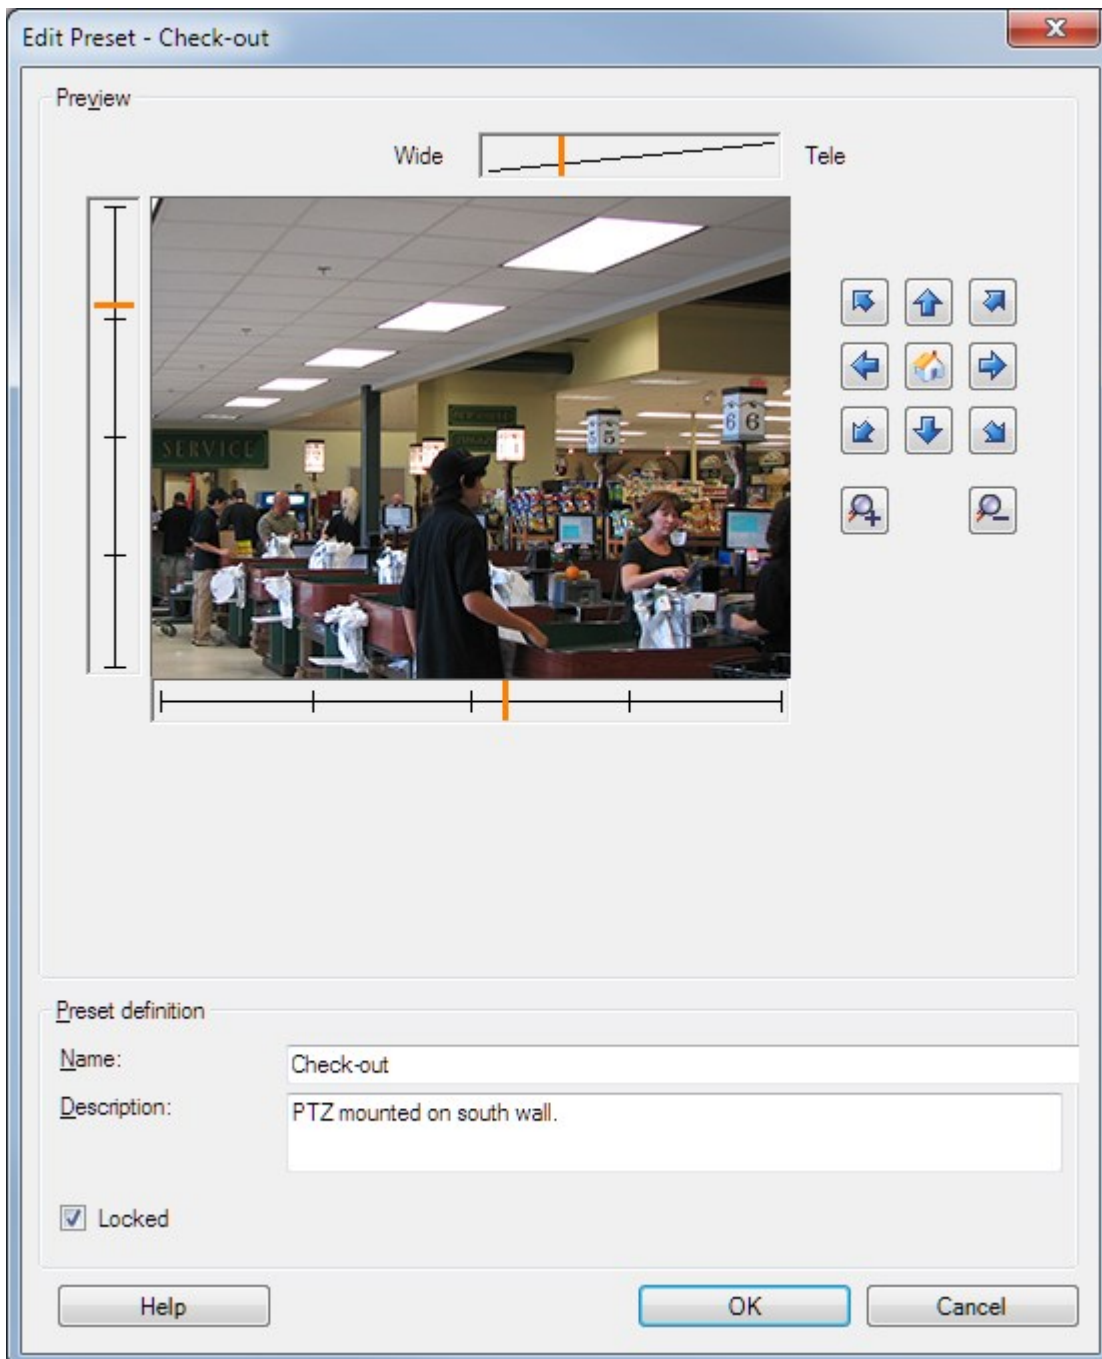 Edit Preset - Check-out
Preview
Wide
Tele
SERVICE
5 5
6 6
Preset definition
Name:
Check-out
Description:
PTZ mounted on south wall.
Locked
Help
OK
Cancel